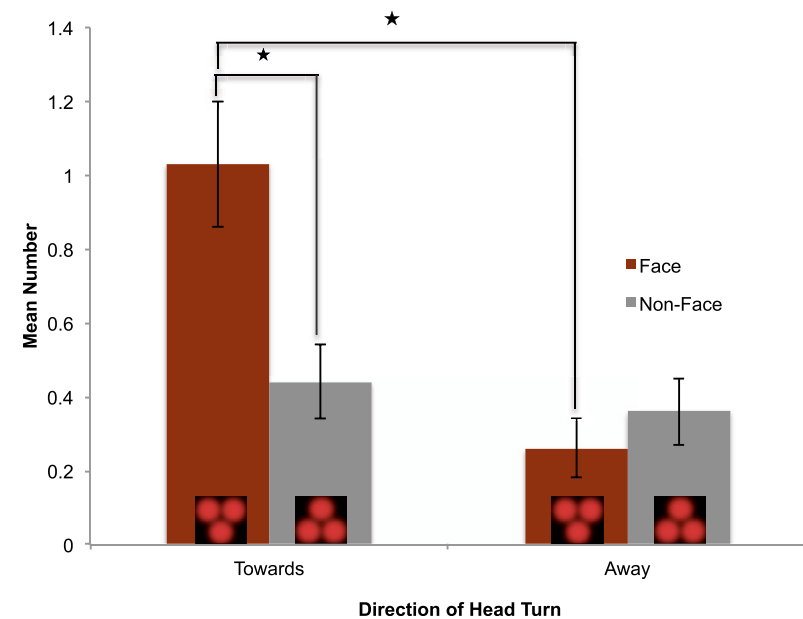 1.4
1.2
1
0.8
0.6
0.4
0.2
0
Mean Number
Face
Non-Face
Towards
Away
Direction of Head Turn